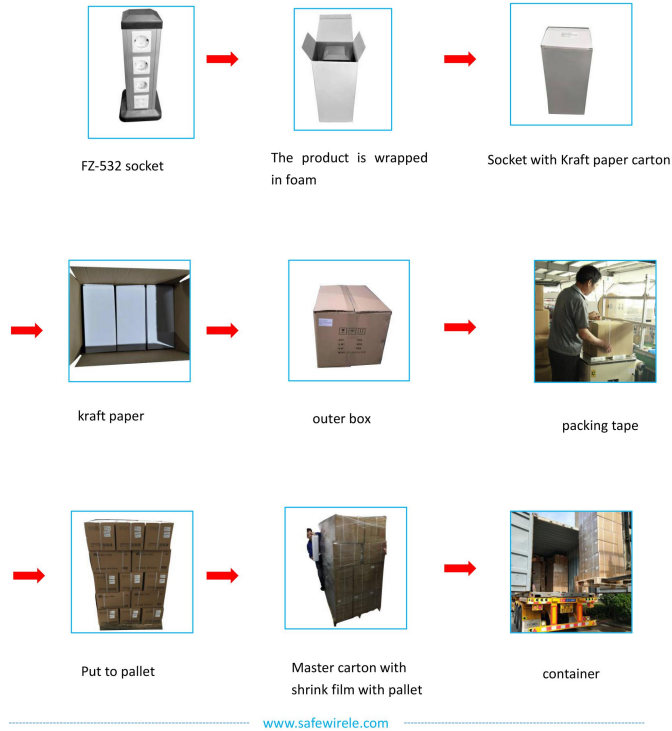 FZ-532 socket
The product is wrapped
in foam
Socket with Kraft paper carton
kraft paper
outer box
packing tape
Put to pallet
Master carton with
shrink film with pallet
container
www.safewirele.com